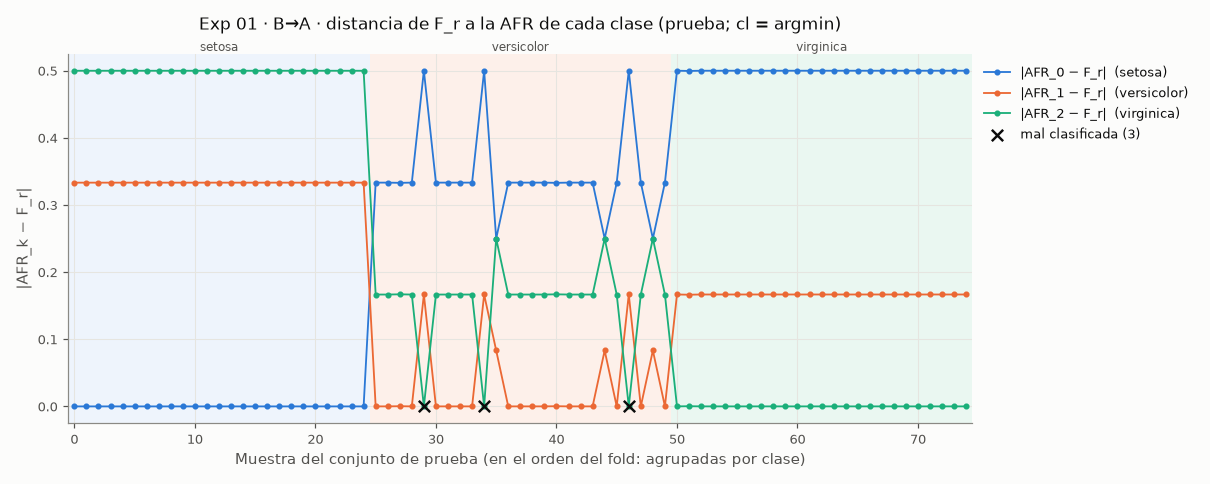 Exp 01 · B→A · distancia de F_r a la AFR de cada clase (prueba; cl = argmin)
setosa
versicolor
virginica
|AFR_k − F_r|
0.5
0.4
0.3
0.2
0.1
0.0
0
10
20
30
40
50
60
70
Muestra del conjunto de prueba (en el orden del fold: agrupadas por clase)
|AFR_0 − F_r| (setosa)
|AFR_1 − F_r| (versicolor)
|AFR_2 − F_r| (virginica)
mal clasificada (3)